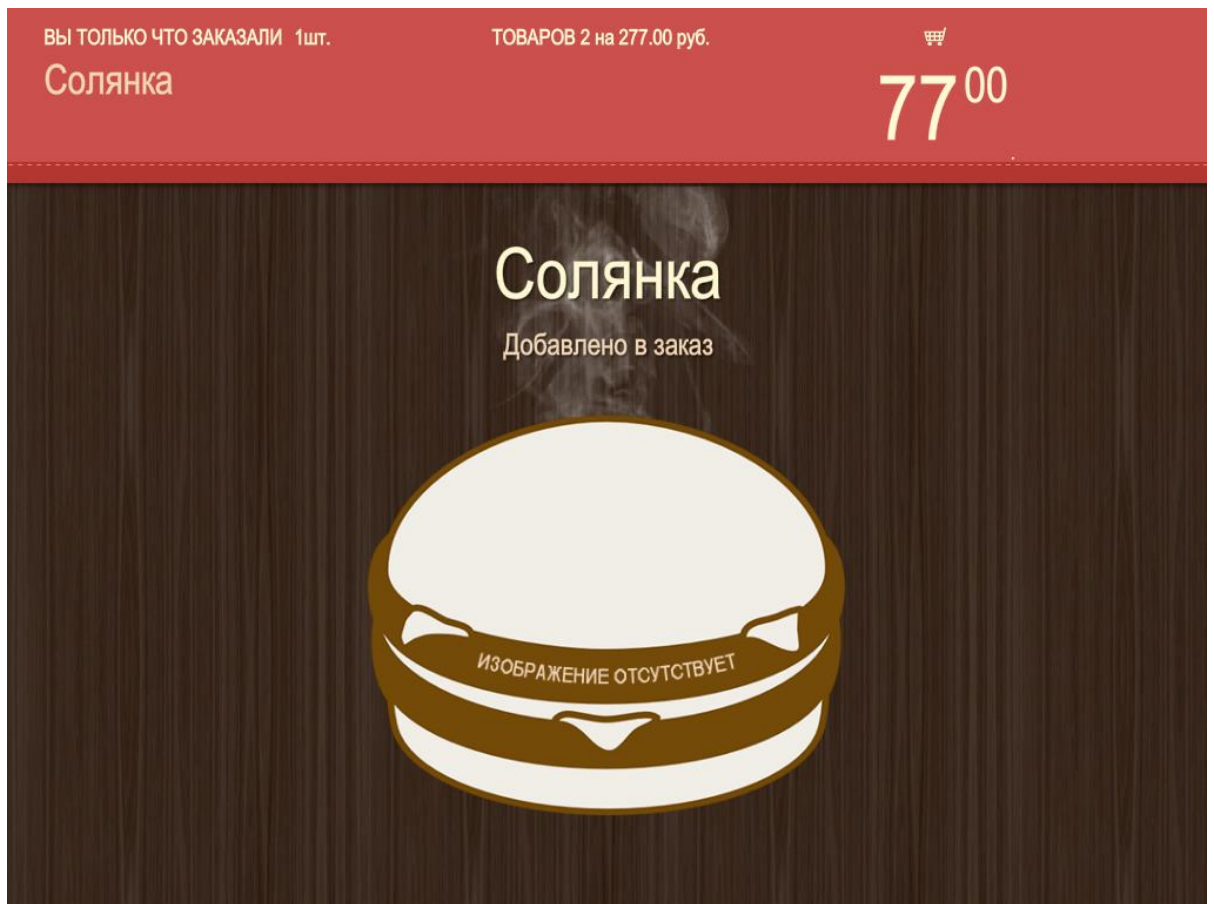 ВЫ ТОЛЬКО ЧТО ЗАКАЗАЛИ 1шт.
Солянка
ТОВАРОВ 2 на 277.00 руб.
77 00
Солянка
Добавлено в заказ
ИЗОБРАЖЕНИЕ ОТСУТСТВУЕТ